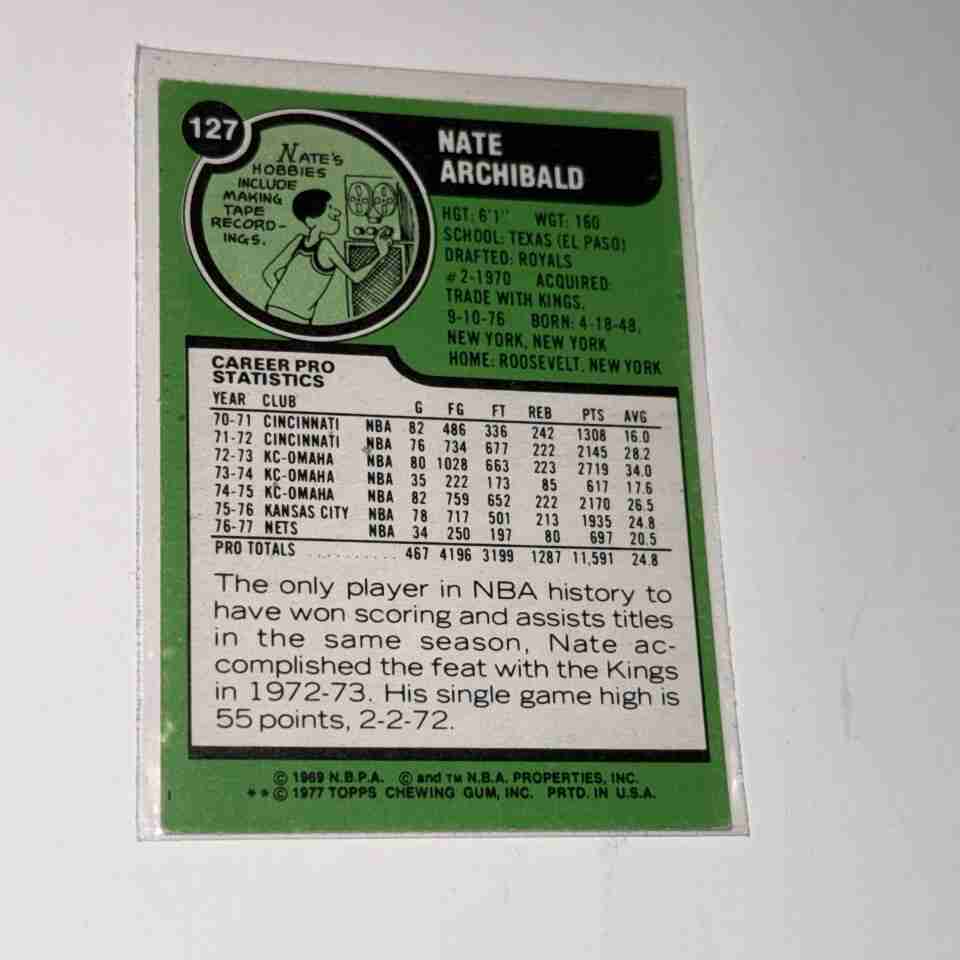 127
NATE'S
HOBBIES
INCLUDE
MAKING
TAPE
RECORD-
INGS.
NATE
ARCHIBALD
HGT: 6'1" WGT: 160
SCHOOL: TEXAS (EL PASO)
DRAFTED: ROYALS
#2-1970 ACQUIRED:
TRADE WITH KINGS,
9-10-76 BORN: 4-18-48,
NEW YORK, NEW YORK
HOME: ROOSEVELT, NEW YORK
CAREER PRO
STATISTICS
YEAR CLUB G FG FT REB PTS AVG
70-71 CINCINNATI NBA 82 486 336 242 1308 16.0
71-72 CINCINNATI NBA 76 734 677 222 2145 28.2
72-73 KC-OMAHA NBA 80 1028 663 223 2719 34.0
73-74 KC-OMAHA NBA 35 222 173 85 617 17.6
74-75 KC-OMAHA NBA 82 759 652 222 2170 26.5
75-76 KANSAS CITY NBA 78 717 501 213 1935 24.8
76-77 NETS NBA 34 250 197 80 697 20.5
PRO TOTALS .......... 467 4196 3199 1287 11,591 24.8
The only player in NBA history to
have won scoring and assists titles
in the same season, Nate ac-
complished the feat with the Kings
in 1972-73. His single game high is
55 points, 2-2-72.
© 1969 N.B.P.A. © and TM N.B.A. PROPERTIES, INC.
** © 1977 TOPPS CHEWING GUM, INC. PRTD. IN U.S.A.